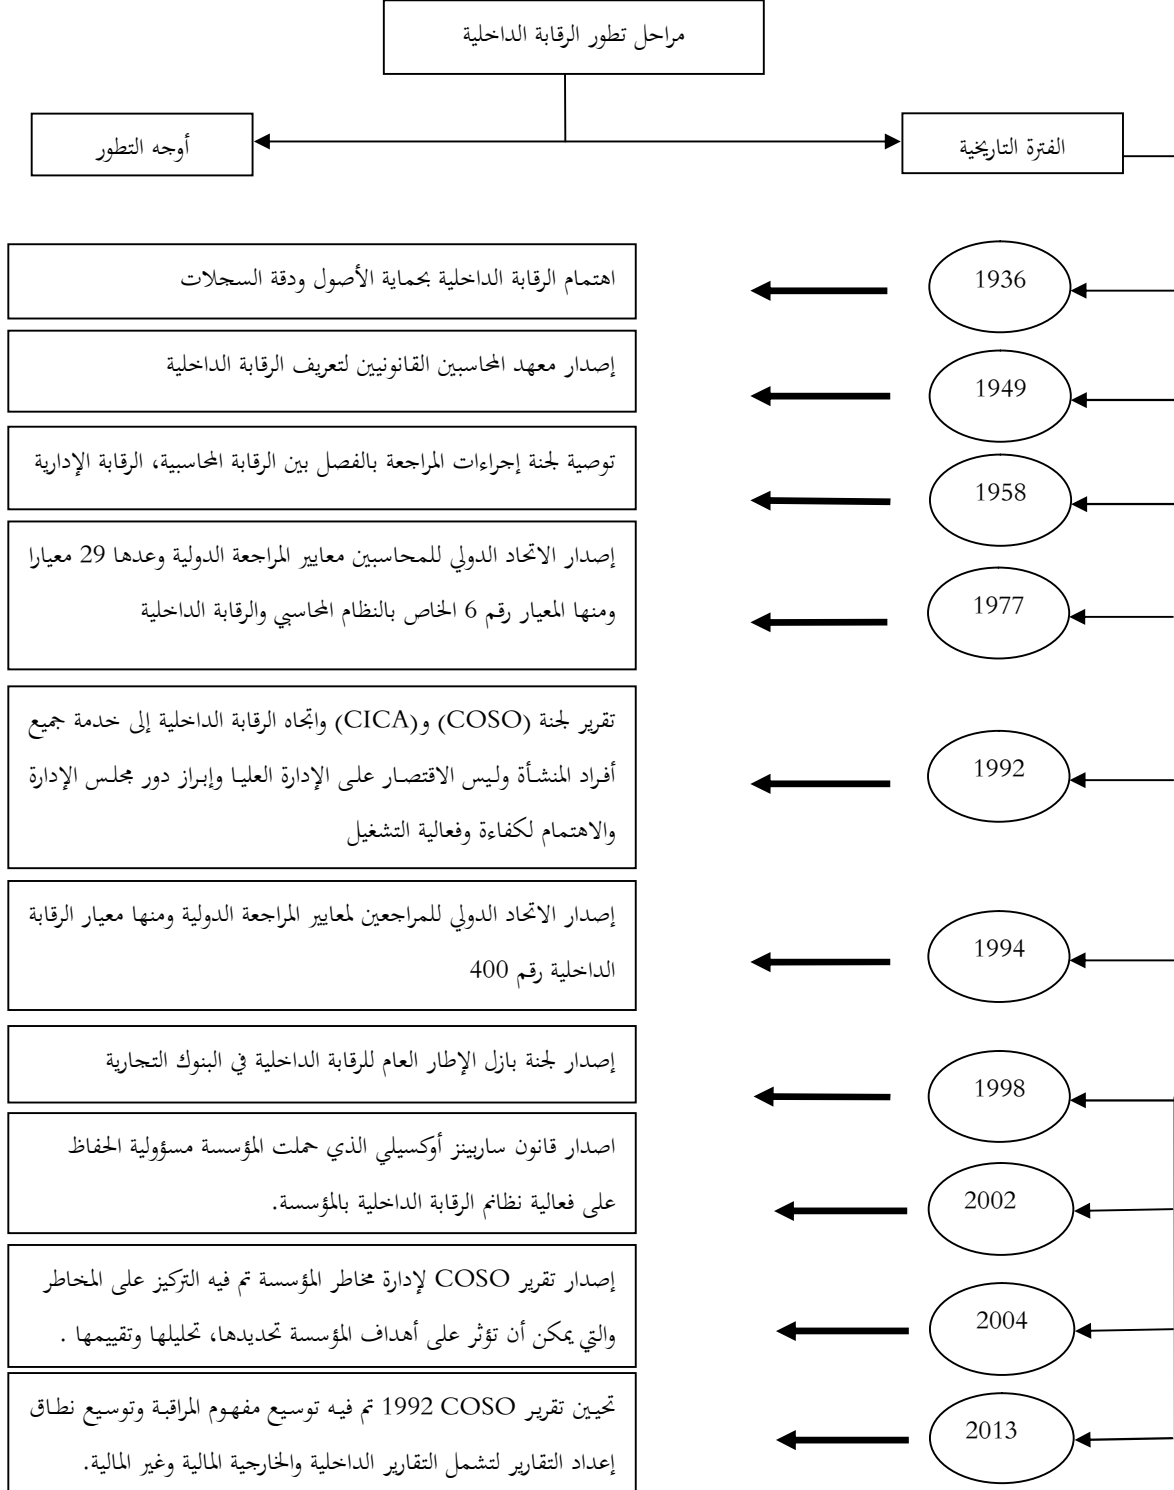 مراحل تطور الرقابة الداخلية
الفترة التاريخية
أوجه التطور
1936
اهتمام الرقابة الداخلية بحماية الأصول ودقة السجلات
1949
إصدار معهد المحاسبين القانونيين لتعريف الرقابة الداخلية
1958
توصية لجنة إجراءات المراجعة بالفصل بين الرقابة المحاسبية، الرقابة الإدارية
1977
إصدار الاتحاد الدولي للمحاسبين معايير المراجعة الدولية وعدها 29 معيارا
ومنها المعيار رقم 6 الخاص بالنظام المحاسبي والرقابة الداخلية
1992
تقرير لجنة (COSO) و(CICA) واتجاه الرقابة الداخلية إلى خدمة جميع
أفراد المنشأة وليس الاقتصار على الإدارة العليا وإبراز دور مجلس الإدارة
والاهتمام لكفاءة وفعالية التشغيل
1994
إصدار الاتحاد الدولي للمراجعين لمعايير المراجعة الدولية ومنها معيار الرقابة
الداخلية رقم 400
1998
إصدار لجنة بازل الإطار العام للرقابة الداخلية في البنوك التجارية
2002
اصدار قانون ساربينز أوكسيلي الذي حملت المؤسسة مسؤولية الحفاظ
على فعالية نظانم الرقابة الداخلية بالمؤسسة.
2004
إصدار تقرير COSO لإدارة مخاطر المؤسسة تم فيه التركيز على المخاطر
والتي يمكن أن تؤثر على أهداف المؤسسة تحديدها، تحليلها وتقييمها .
2013
تحيين تقرير COSO 1992 تم فيه توسيع مفهوم المراقبة وتوسيع نطاق
إعداد التقارير لتشمل التقارير الداخلية والخارجية المالية وغير المالية.